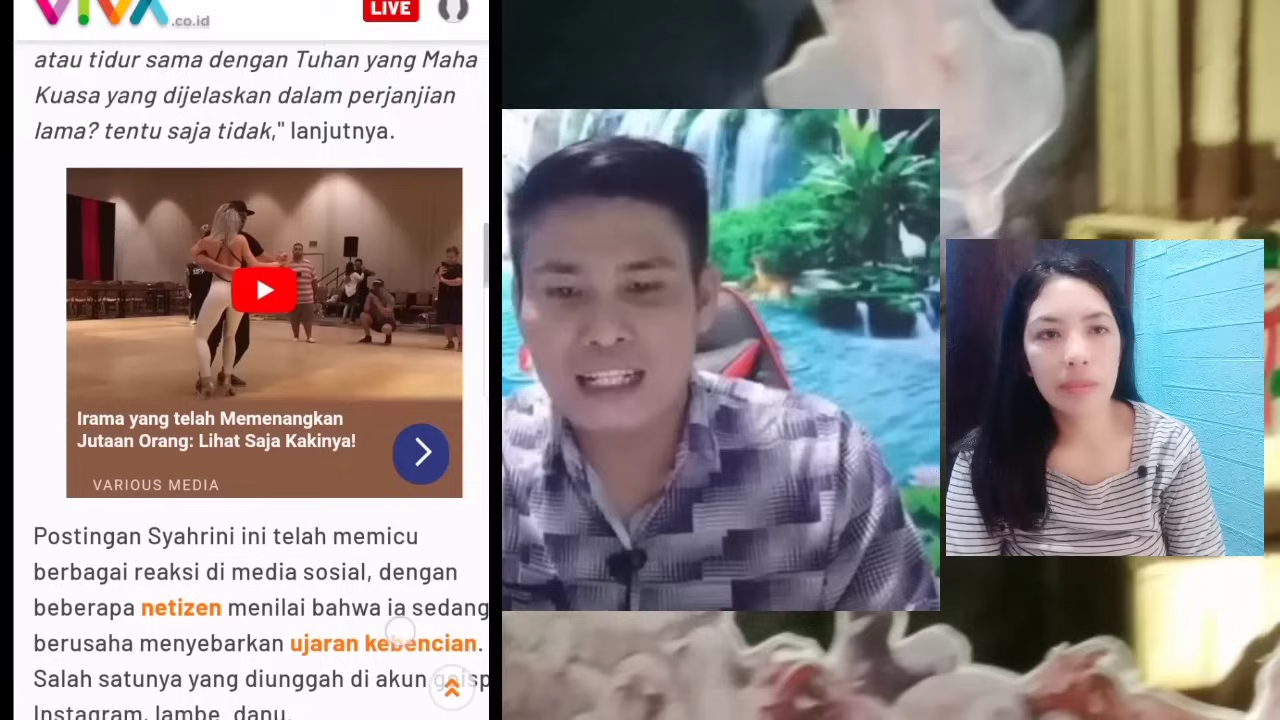 VIVA.co.id
LIVE
atau tidur sama dengan Tuhan yang Maha
Kuasa yang dijelaskan dalam perjanjian
lama? tentu saja tidak," lanjutnya.
Irama yang telah Memenangkan
Jutaan Orang: Lihat Saja Kakinya!
VARIOUS MEDIA
Postingan Syahrini ini telah memicu
berbagai reaksi di media sosial, dengan
beberapa netizen menilai bahwa ia sedang
berusaha menyebarkan ujaran kebencian.
Salah satunya yang diunggah di akun
Instagram, lambe_danu.